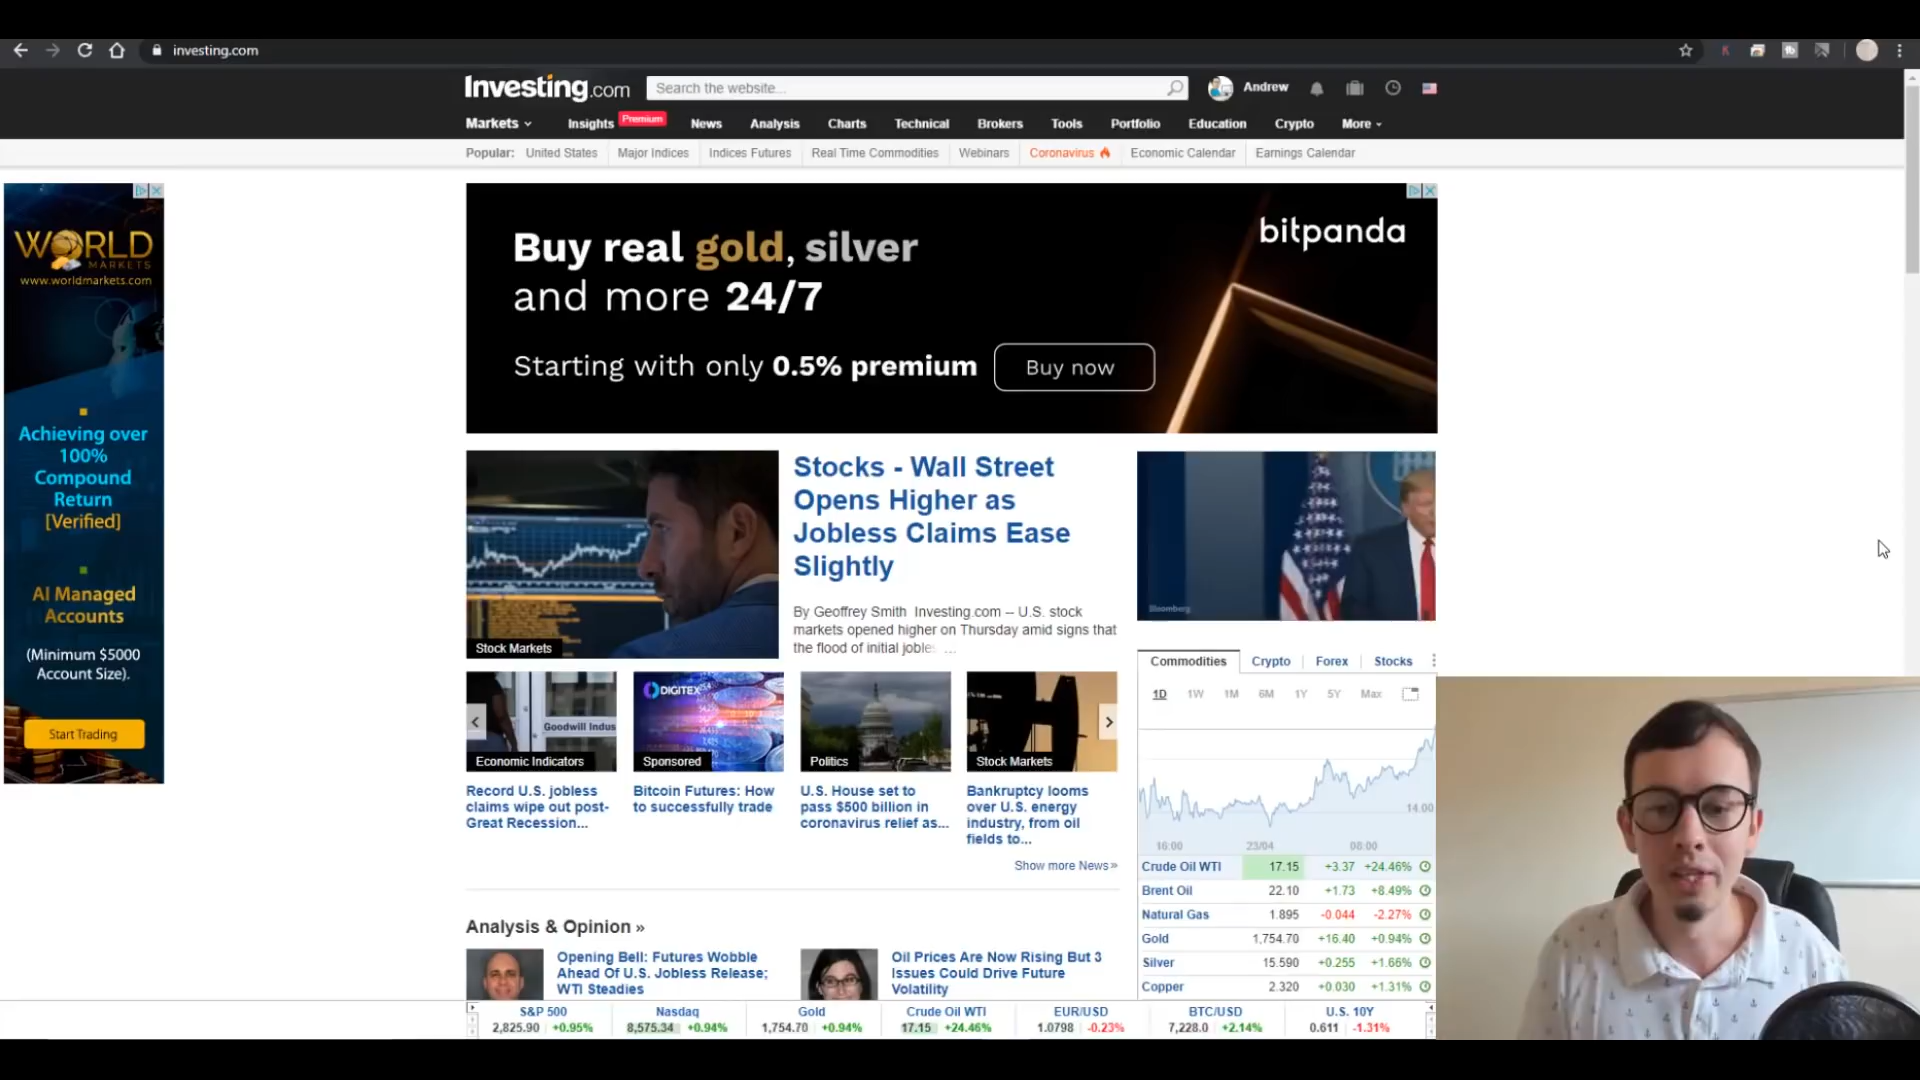 investing.com
Investing.com
Search the website...
Andrew
Markets
Insights
Premium
News
Analysis
Charts
Technical
Brokers
Tools
Portfolio
Education
Crypto
More
Popular:
United States
Major Indices
Indices Futures
Real Time Commodities
Webinars
Coronavirus
Economic Calendar
Earnings Calendar
WORLD
MARKETS
www.worldmarkets.com
Achieving over
100%
Compound
Return
[Verified]
AI Managed
Accounts
(Minimum $5000
Account Size).
Start Trading
Buy real gold, silver
and more 24/7
Starting with only 0.5% premium
Buy now
bitpanda
Stock Markets
Stocks - Wall Street
Opens Higher as
Jobless Claims Ease
Slightly
By Geoffrey Smith Investing.com – U.S. stock
markets opened higher on Thursday amid signs that
the flood of initial joble ...
Bloomberg
Goodwill Indus
Economic Indicators
Record U.S. jobless
claims wipe out post-
Great Recession...
DIGITEX
Sponsored
Bitcoin Futures: How
to successfully trade
Politics
U.S. House set to
pass $500 billion in
coronavirus relief as...
Stock Markets
Bankruptcy looms
over U.S. energy
industry, from oil
fields to...
Show more News»
Commodities Crypto Forex Stocks
1D 1W 1M 6M 1Y 5Y Max
14.00
16:00 23/04 08:00
Crude Oil WTI 17.15 +3.37 +24.46%
Brent Oil 22.10 +1.73 +8.49%
Natural Gas 1.895 -0.044 -2.27%
Gold 1,754.70 +16.40 +0.94%
Silver 15.590 +0.255 +1.66%
Copper 2.320 +0.030 +1.31%
Analysis & Opinion »
Opening Bell: Futures Wobble
Ahead Of U.S. Jobless Release;
WTI Steadies
Oil Prices Are Now Rising But 3
Issues Could Drive Future
Volatility
S&P 500 Nasdaq Gold Crude Oil WTI EUR/USD BTC/USD U.S. 10Y
2,825.90 +0.95% 8,575.34 +0.94% 1,754.70 +0.94% 17.15 +24.46% 1.0798 -0.23% 7,228.0 +2.14% 0.611 -1.31%